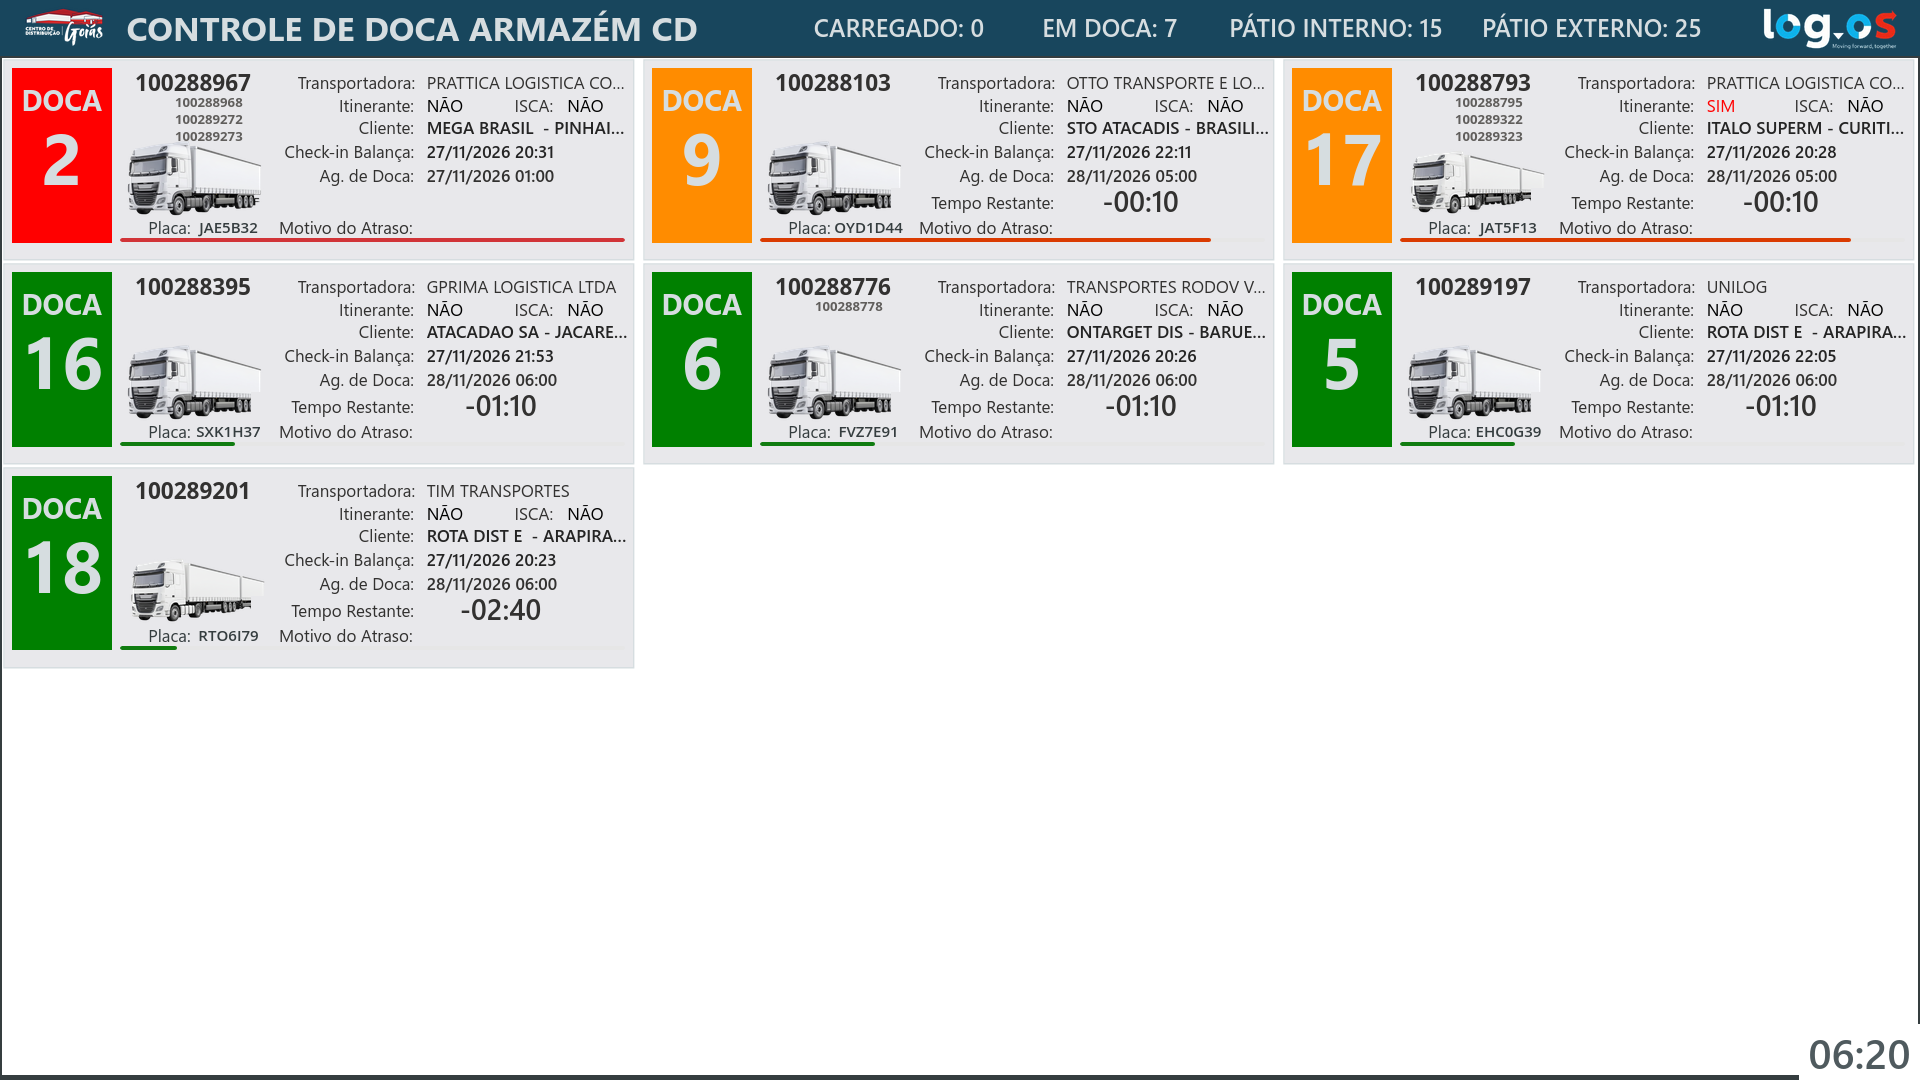 CENTRO DE DISTRIBUIÇÃO Goiás
CONTROLE DE DOCA ARMAZÉM CD
CARREGADO: 0
EM DOCA: 7
PÁTIO INTERNO: 15
PÁTIO EXTERNO: 25
log.os
Moving forward, together
DOCA
2
100288967
100288968
100289272
100289273
Transportadora: PRATTICA LOGISTICA CO...
Itinerante: NÃO ISCA: NÃO
Cliente: MEGA BRASIL - PINHAI...
Check-in Balança: 27/11/2026 20:31
Ag. de Doca: 27/11/2026 01:00
Placa: JAE5B32 Motivo do Atraso:
DOCA
9
100288103
Transportadora: OTTO TRANSPORTE E LO...
Itinerante: NÃO ISCA: NÃO
Cliente: STO ATACADIS - BRASILI...
Check-in Balança: 27/11/2026 22:11
Ag. de Doca: 28/11/2026 05:00
Tempo Restante: -00:10
Placa: OYD1D44 Motivo do Atraso:
DOCA
17
100288793
100288795
100289322
100289323
Transportadora: PRATTICA LOGISTICA CO...
Itinerante: SIM ISCA: NÃO
Cliente: ITALO SUPERM - CURITI...
Check-in Balança: 27/11/2026 20:28
Ag. de Doca: 28/11/2026 05:00
Tempo Restante: -00:10
Placa: JAT5F13 Motivo do Atraso:
DOCA
16
100288395
Transportadora: GPRIMA LOGISTICA LTDA
Itinerante: NÃO ISCA: NÃO
Cliente: ATACADAO SA - JACARE...
Check-in Balança: 27/11/2026 21:53
Ag. de Doca: 28/11/2026 06:00
Tempo Restante: -01:10
Placa: SXK1H37 Motivo do Atraso:
DOCA
6
100288776
100288778
Transportadora: TRANSPORTES RODOV V...
Itinerante: NÃO ISCA: NÃO
Cliente: ONTARGET DIS - BARUE...
Check-in Balança: 27/11/2026 20:26
Ag. de Doca: 28/11/2026 06:00
Tempo Restante: -01:10
Placa: FVZ7E91 Motivo do Atraso:
DOCA
5
100289197
Transportadora: UNILOG
Itinerante: NÃO ISCA: NÃO
Cliente: ROTA DIST E - ARAPIRA...
Check-in Balança: 27/11/2026 22:05
Ag. de Doca: 28/11/2026 06:00
Tempo Restante: -01:10
Placa: EHC0G39 Motivo do Atraso:
DOCA
18
100289201
Transportadora: TIM TRANSPORTES
Itinerante: NÃO ISCA: NÃO
Cliente: ROTA DIST E - ARAPIRA...
Check-in Balança: 27/11/2026 20:23
Ag. de Doca: 28/11/2026 06:00
Tempo Restante: -02:40
Placa: RTO6I79 Motivo do Atraso:
06:20